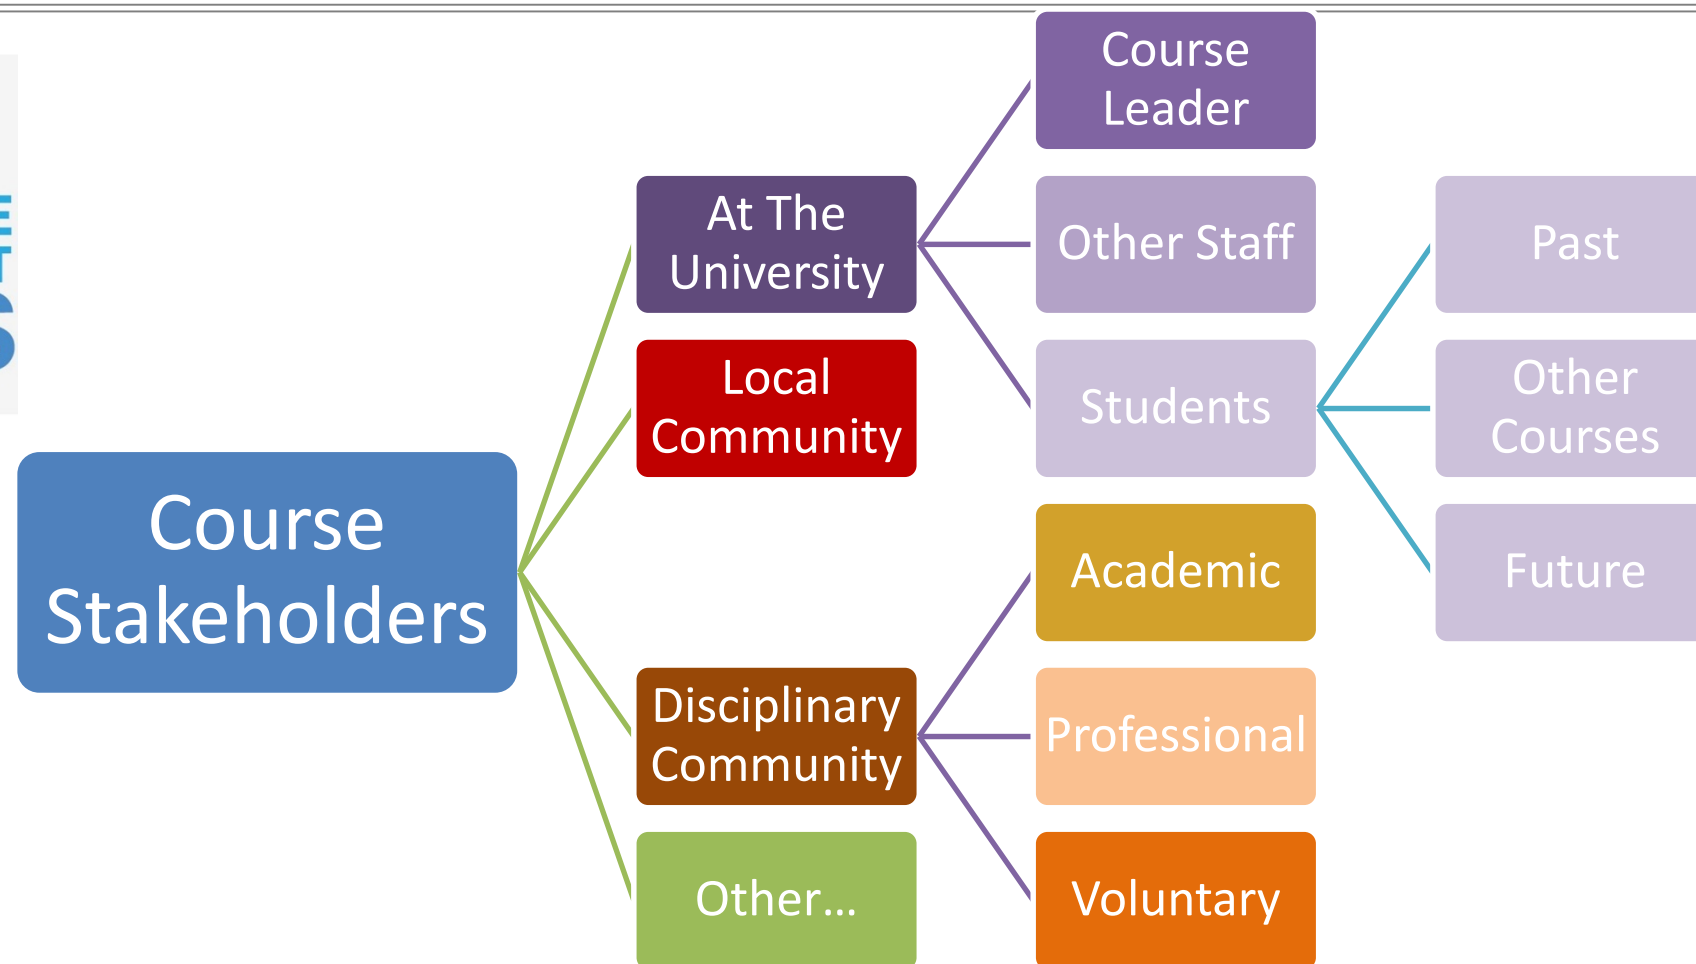 Course
Leader
At The
University
Other Staff
Past
Local
Community
Students
Other
Courses
Course
Stakeholders
Academic
Future
Disciplinary
Community
Professional
Other...
Voluntary